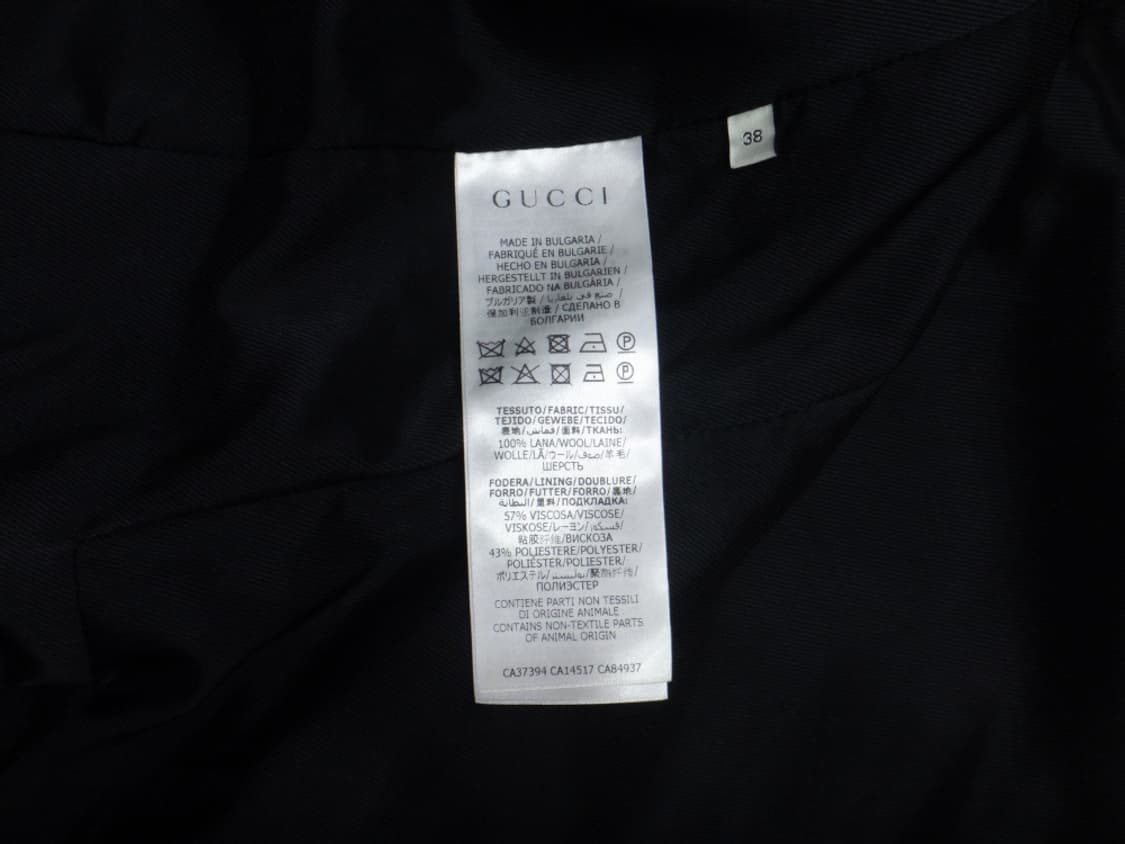 38
GUCCI
MADE IN BULGARIA /
FABRIQUÉ EN BULGARIE /
HECHO EN BULGARIA /
HERGESTELLT IN BULGARIEN /
FABRICADO NA BULGÁRIA /
ブルガリア製 / صنع في بلغاريا /
保加利亚制造 / СДЕЛАНО В
БОЛГАРИИ
P
P
TESSUTO/FABRIC/TISSU/
TEJIDO/GEWEBE/TECIDO/
表地/قماش/面料/ТКАНЬ:
100% LANA/WOOL/LAINE/
WOLLE/LÃ/ウール/صوف/羊毛/
ШЕРСТЬ
FODERA/LINING/DOUBLURE/
FORRO/FUTTER/FORRO/裏地/
البطانة/里料/ПОДКЛАДКА:
57% VISCOSA/VISCOSE/
VISKOSE/レーヨン/فسكوز/
粘胶纤维/ВИСКОЗА
43% POLIESTERE/POLYESTER/
POLIÉSTER/POLIESTER/
ポリエステル/بوليستر/聚酯纤维/
ПОЛИЭСТЕР
CONTIENE PARTI NON TESSILI
DI ORIGINE ANIMALE
CONTAINS NON-TEXTILE PARTS
OF ANIMAL ORIGIN
CA37394 CA14517 CA84937